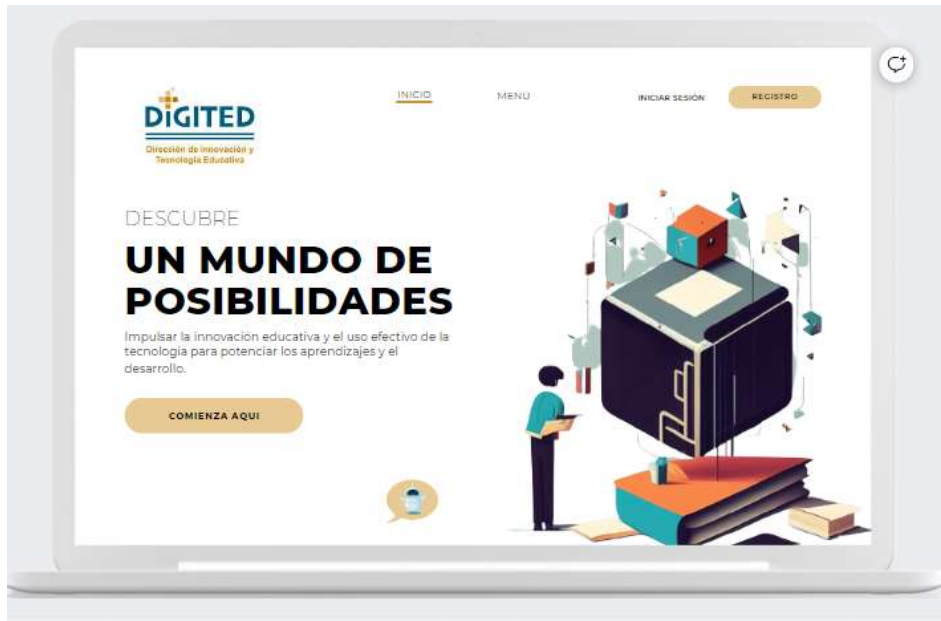 INICIO
MENU
INICIAR SESIÓN
REGISTRO
DiGITED
Dirección de Innovación y
Tecnología Educativa
DESCUBRE
UN MUNDO DE
POSIBILIDADES
Impulsar la innovación educativa y el uso efectivo de la
tecnología para potenciar los aprendizajes y el
desarrollo.
COMIENZA AQUI